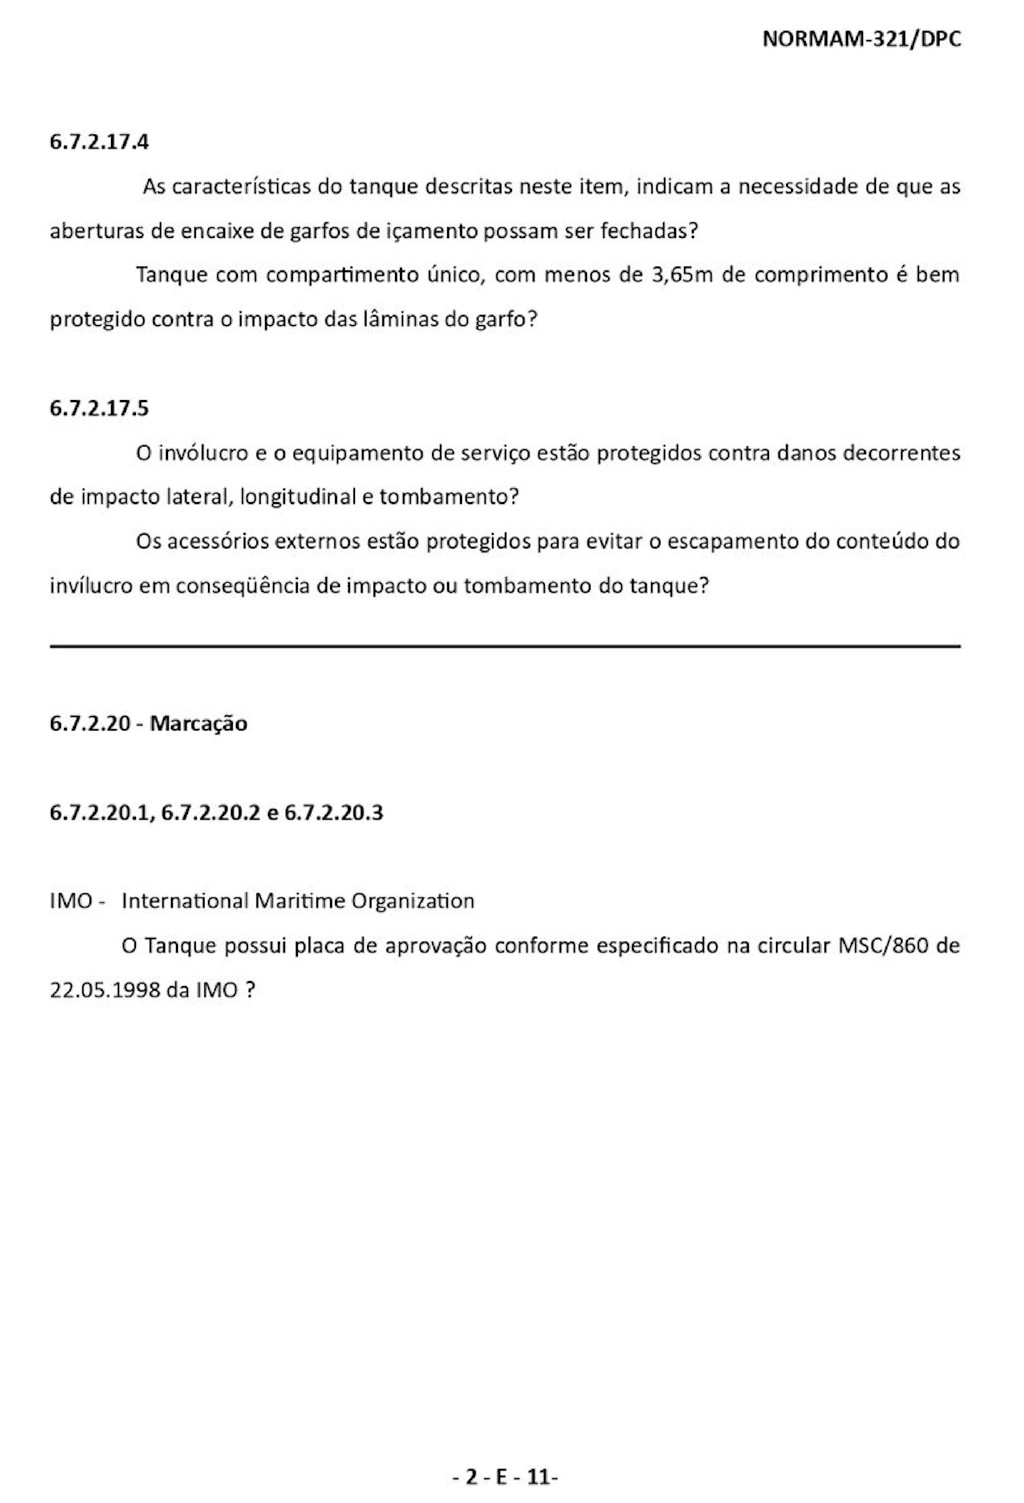 NORMAM-321/DPC
6.7.2.17.4
As características do tanque descritas neste item, indicam a necessidade de que as
aberturas de encaixe de garfos de içamento possam ser fechadas?
Tanque com compartimento único, com menos de 3,65m de comprimento é bem
protegido contra o impacto das lâminas do garfo?
6.7.2.17.5
O invólucro e o equipamento de serviço estão protegidos contra danos decorrentes
de impacto lateral, longitudinal e tombamento?
Os acessórios externos estão protegidos para evitar o escapamento do conteúdo do
invílucro em conseqüência de impacto ou tombamento do tanque?
6.7.2.20 - Marcação
6.7.2.20.1, 6.7.2.20.2 e 6.7.2.20.3
IMO - International Maritime Organization
O Tanque possui placa de aprovação conforme especificado na circular MSC/860 de
22.05.1998 da IMO ?
- 2 - E - 11-